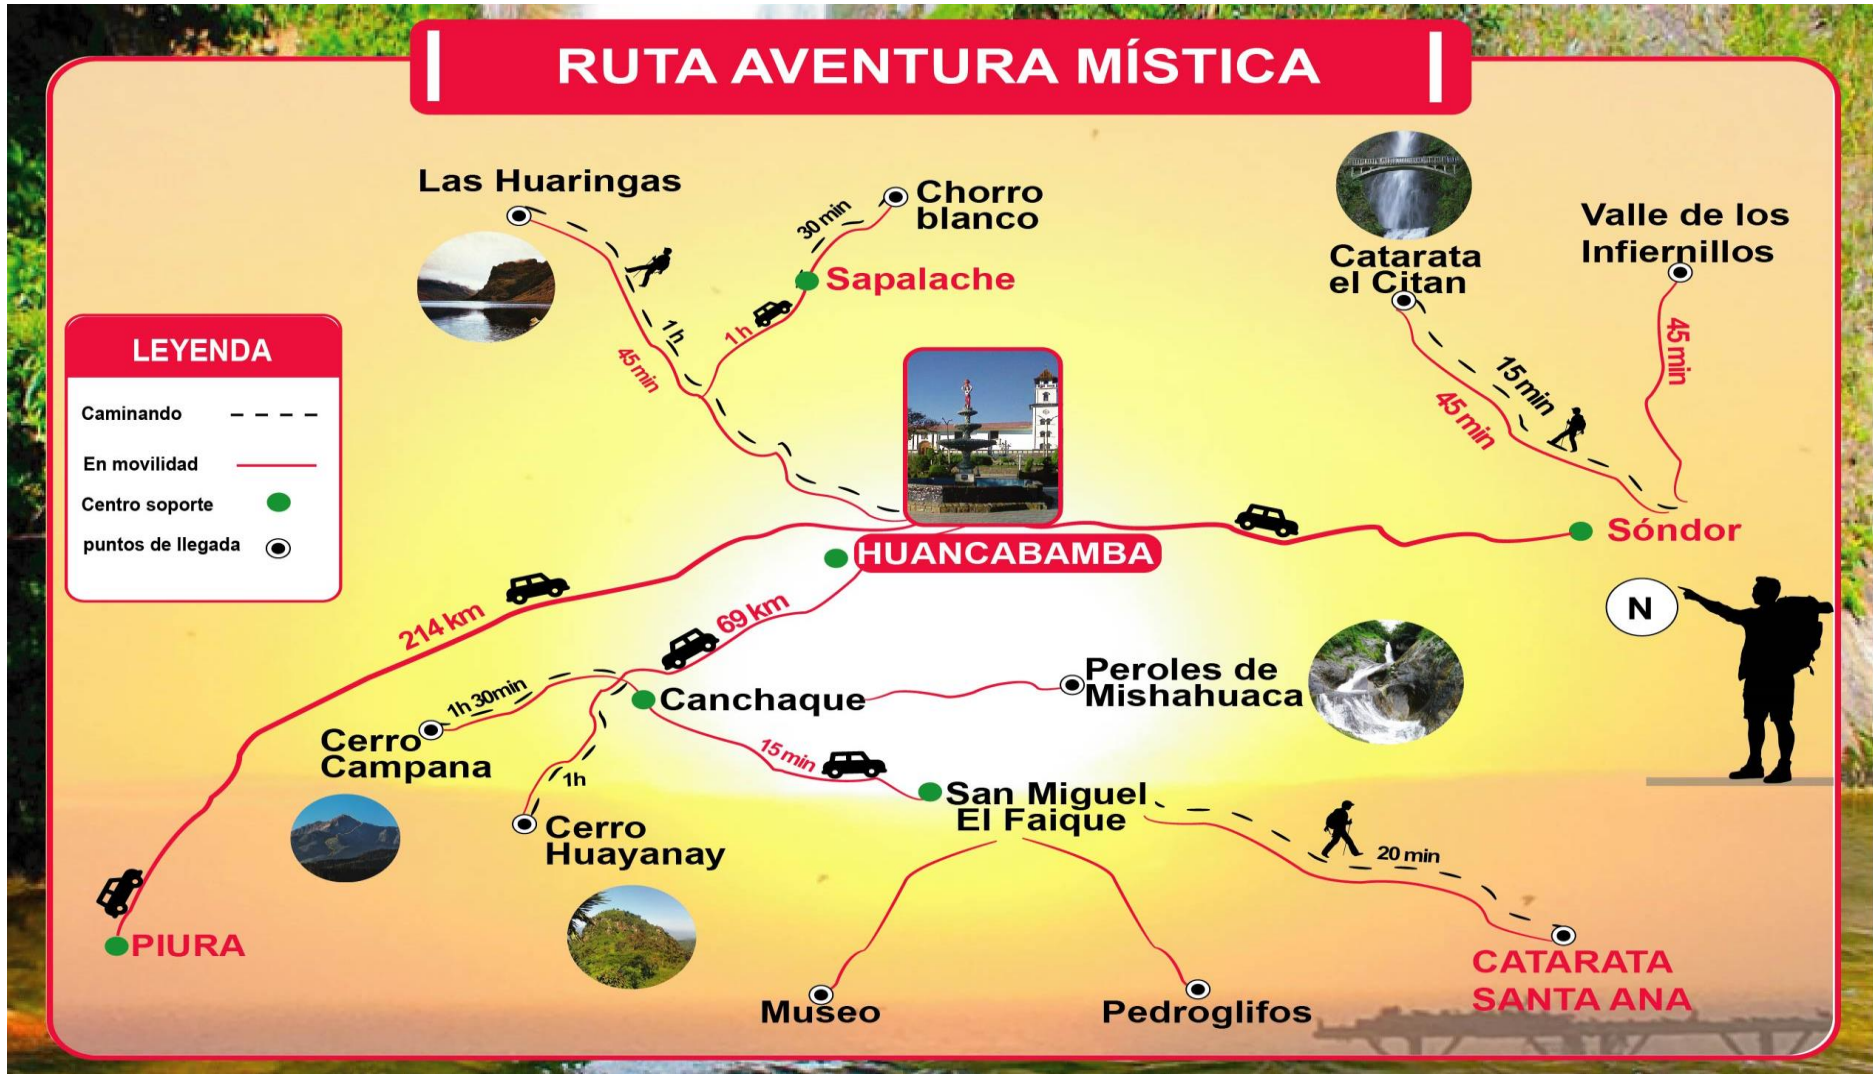 RUTA AVENTURA MÍSTICA
Las Huaringas
Chorro
blanco
30 min
Sapalache
1 h
1 h
45 min
Catarata
el Citan
Valle de los
Infiernillos
45 min
15 min
45 min
LEYENDA
Caminando
En movilidad
Centro soporte
puntos de llegada
HUANCABAMBA
Sóndor
N
214 km
69 km
Canchaque
Peroles de
Mishahuaca
1h 30min
Cerro
Campana
1h
Cerro
Huayanay
15 min
San Miguel
El Faique
20 min
PIURA
Museo
Pedroglifos
CATARATA
SANTA ANA